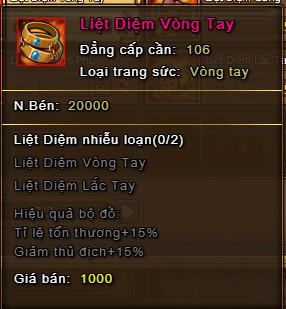 Liệt Diệm Vòng Tay
Đẳng cấp cần: 106
Loại trang sức: Vòng tay
N.Bén: 20000
Liệt Diệm nhiễu loạn(0/2)
Liệt Diệm Vòng Tay
Liệt Diệm Lắc Tay
Hiệu quả bộ đồ:
Tỉ lệ tổn thương+15%
Giảm thủ địch+15%
Giá bán: 1000